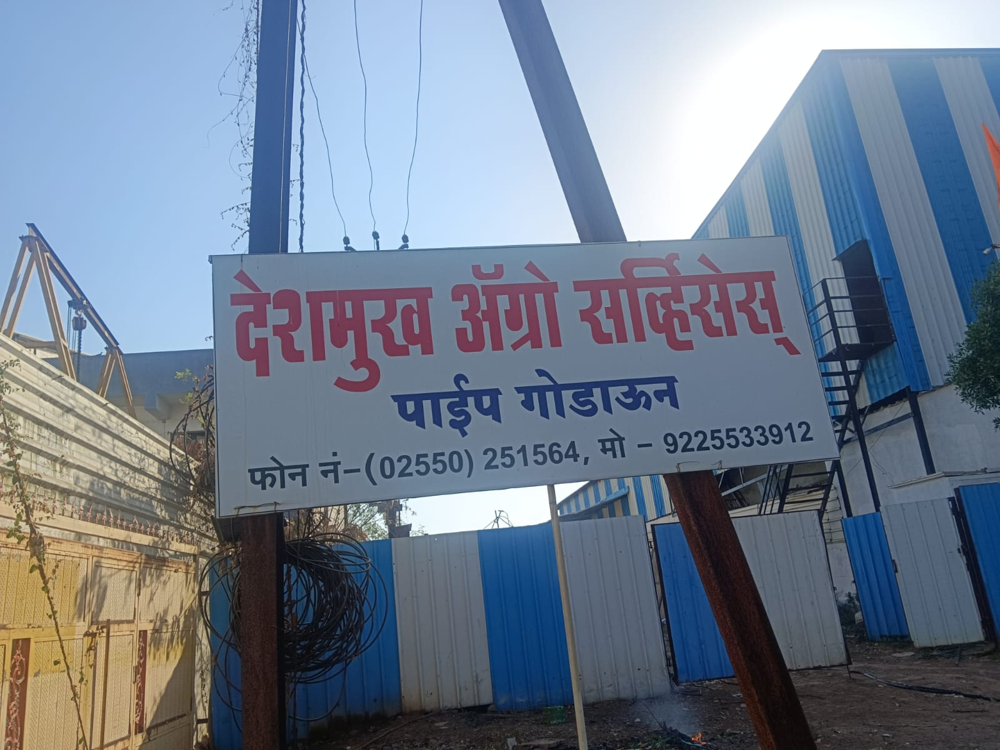 देशमुख ॲग्रो सर्व्हिसेस्
पाईप गोडाऊन
फोन नं-(02550) 251564, मो - 9225533912